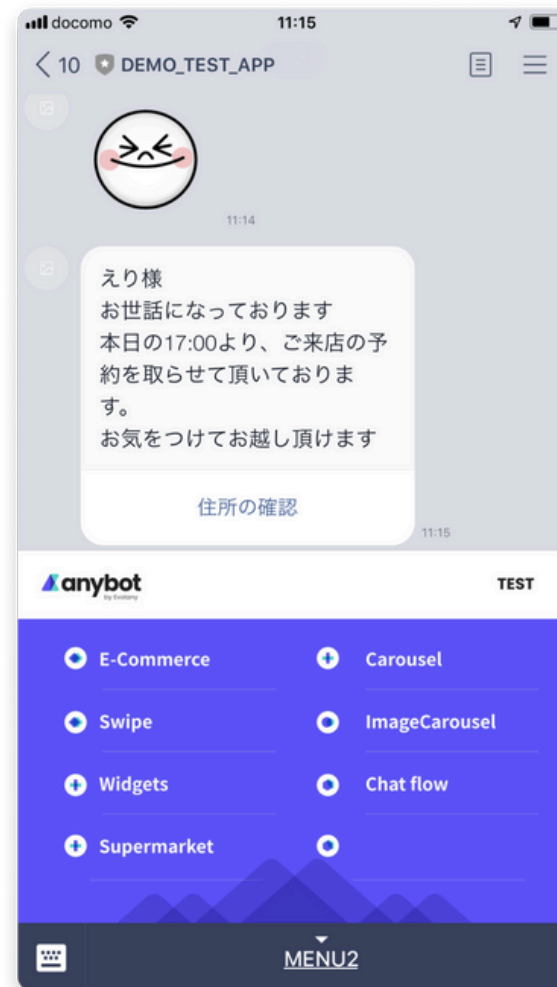 docomo 11:15
10 DEMO_TEST_APP
11:14
えり様
お世話になっております
本日の17:00より、ご来店の予
約を取らせて頂いておりま
す。
お気をつけてお越し頂けます
住所の確認
11:15
anybot TEST
by Evolany
E-Commerce Carousel
Swipe ImageCarousel
Widgets Chat flow
Supermarket
MENU2